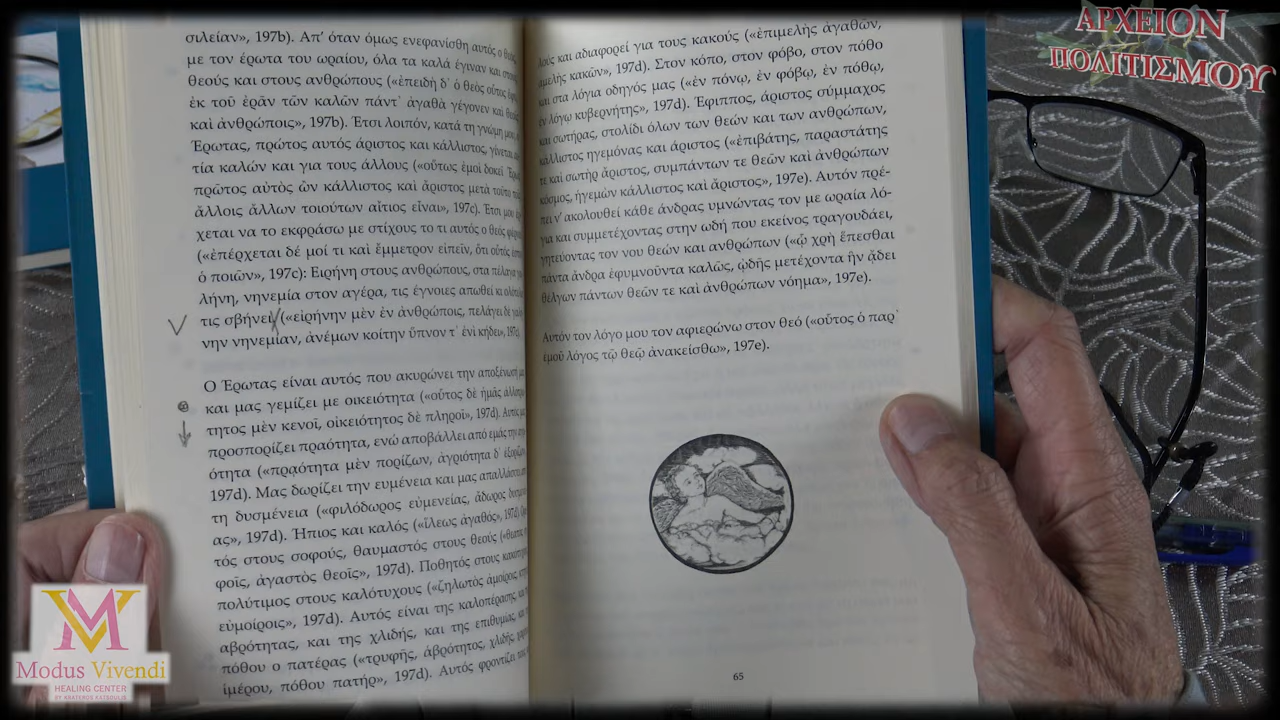 ΑΡΧΕΙΟΝ
ΠΟΛΙΤΙΣΜΟΥ
σιλείαν», 197b). Απ' όταν όμως ενεφανίσθη αυτός ο θεός,
με τον έρωτα του ωραίου, όλα τα καλά έγιναν και στους
θεούς και στους ανθρώπους («ἐπειδὴ δ' ὁ θεὸς οὗτος
ἐκ τοῦ ἐρᾶν τῶν καλῶν πάντ' ἀγαθὰ γέγονεν καὶ θεοῖς
καὶ ἀνθρώποις», 197b). Έτσι λοιπόν, κατά τη γνώμη μου, ο
Έρωτας, πρώτος αυτός άριστος και κάλλιστος, γίνεται
τία καλών και για τους άλλους («οὕτως ἐμοὶ δοκεῖ
πρῶτος αὐτὸς ὢν κάλλιστος καὶ ἄριστος μετὰ τοῦτο
ἄλλοις ἄλλων τοιούτων αἴτιος εἶναι», 197c). Έτσι μου
χεται να το εκφράσω με στίχους το τι αυτός ο θεός
(«ἐπέρχεται δέ μοί τι καὶ ἔμμετρον εἰπεῖν, ὅτι οὗτός
ὁ ποιῶν», 197c): Ειρήνη στους ανθρώπους, στα πέλαγα
λήνη, νηνεμία στον αγέρα, τις έγνοιες απωθεί κι
τις σβήνει («εἰρήνην μὲν ἐν ἀνθρώποις, πελάγει δὲ
νην νηνεμίαν, ἀνέμων κοίτην ὕπνον τ' ἐνὶ κήδει», 197c).
Ο Έρωτας είναι αυτός που ακυρώνει την αποξένωσή
και μας γεμίζει με οικειότητα («οὗτος δὲ ἡμᾶς
τητος μὲν κενοῖ, οἰκειότητος δὲ πληροῖ», 197d).
προσπορίζει πραότητα, ενώ αποβάλλει από εμάς την
ότητα («πραότητα μὲν πορίζων, ἀγριότητα δ'
197d). Μας δωρίζει την ευμένεια και μας απαλλάσσει
τη δυσμένεια («φιλόδωρος εὐμενείας, ἄδωρος
ας», 197d). Ήπιος και καλός («ἵλεως ἀγαθός», 197d)
τός στους σοφούς, θαυμαστός στους θεούς
φοῖς, ἀγαστὸς θεοῖς», 197d). Ποθητός στους
πολύτιμος στους καλότυχους («ζηλωτὸς ἀμοίροις,
εὐμοίροις», 197d). Αυτός είναι της καλοπέρασης,
αβρότητας, και της χλιδής, και της επιθυμίας,
πόθου ο πατέρας («τρυφῆς, ἁβρότητος, χλιδῆς,
ἱμέρου, πόθου πατήρ», 197d). Αυτός φροντίζει
λούς και αδιαφορεί για τους κακούς («ἐπιμελὴς ἀγαθῶν,
ἀμελὴς κακῶν», 197d). Στον κόπο, στον φόβο, στον πόθο
και στα λόγια οδηγός μας («ἐν πόνῳ, ἐν φόβῳ, ἐν πόθῳ,
ἐν λόγῳ κυβερνήτης», 197d). Έφιππος, άριστος σύμμαχος
και σωτήρας, στολίδι όλων των θεών και των ανθρώπων,
κάλλιστος ηγεμόνας και άριστος («ἐπιβάτης, παραστάτης
τε καὶ σωτὴρ ἄριστος, συμπάντων τε θεῶν καὶ ἀνθρώπων
κόσμος, ἡγεμὼν κάλλιστος καὶ ἄριστος», 197e). Αυτόν πρέ-
πει ν' ακολουθεί κάθε άνδρας υμνώντας τον με ωραία λό-
για και συμμετέχοντας στην ωδή που εκείνος τραγουδάει,
γητεύοντας τον νου θεών και ανθρώπων («ᾧ χρὴ ἕπεσθαι
πάντα ἄνδρα ἐφυμνοῦντα καλῶς, ᾠδῆς μετέχοντα ἣν ᾄδει
θέλγων πάντων θεῶν τε καὶ ἀνθρώπων νόημα», 197e).
Αυτόν τον λόγο μου τον αφιερώνω στον θεό («οὗτος ὁ παρ'
ἐμοῦ λόγος τῷ θεῷ ἀνακείσθω», 197e).
65
Modus Vivendi
HEALING CENTER